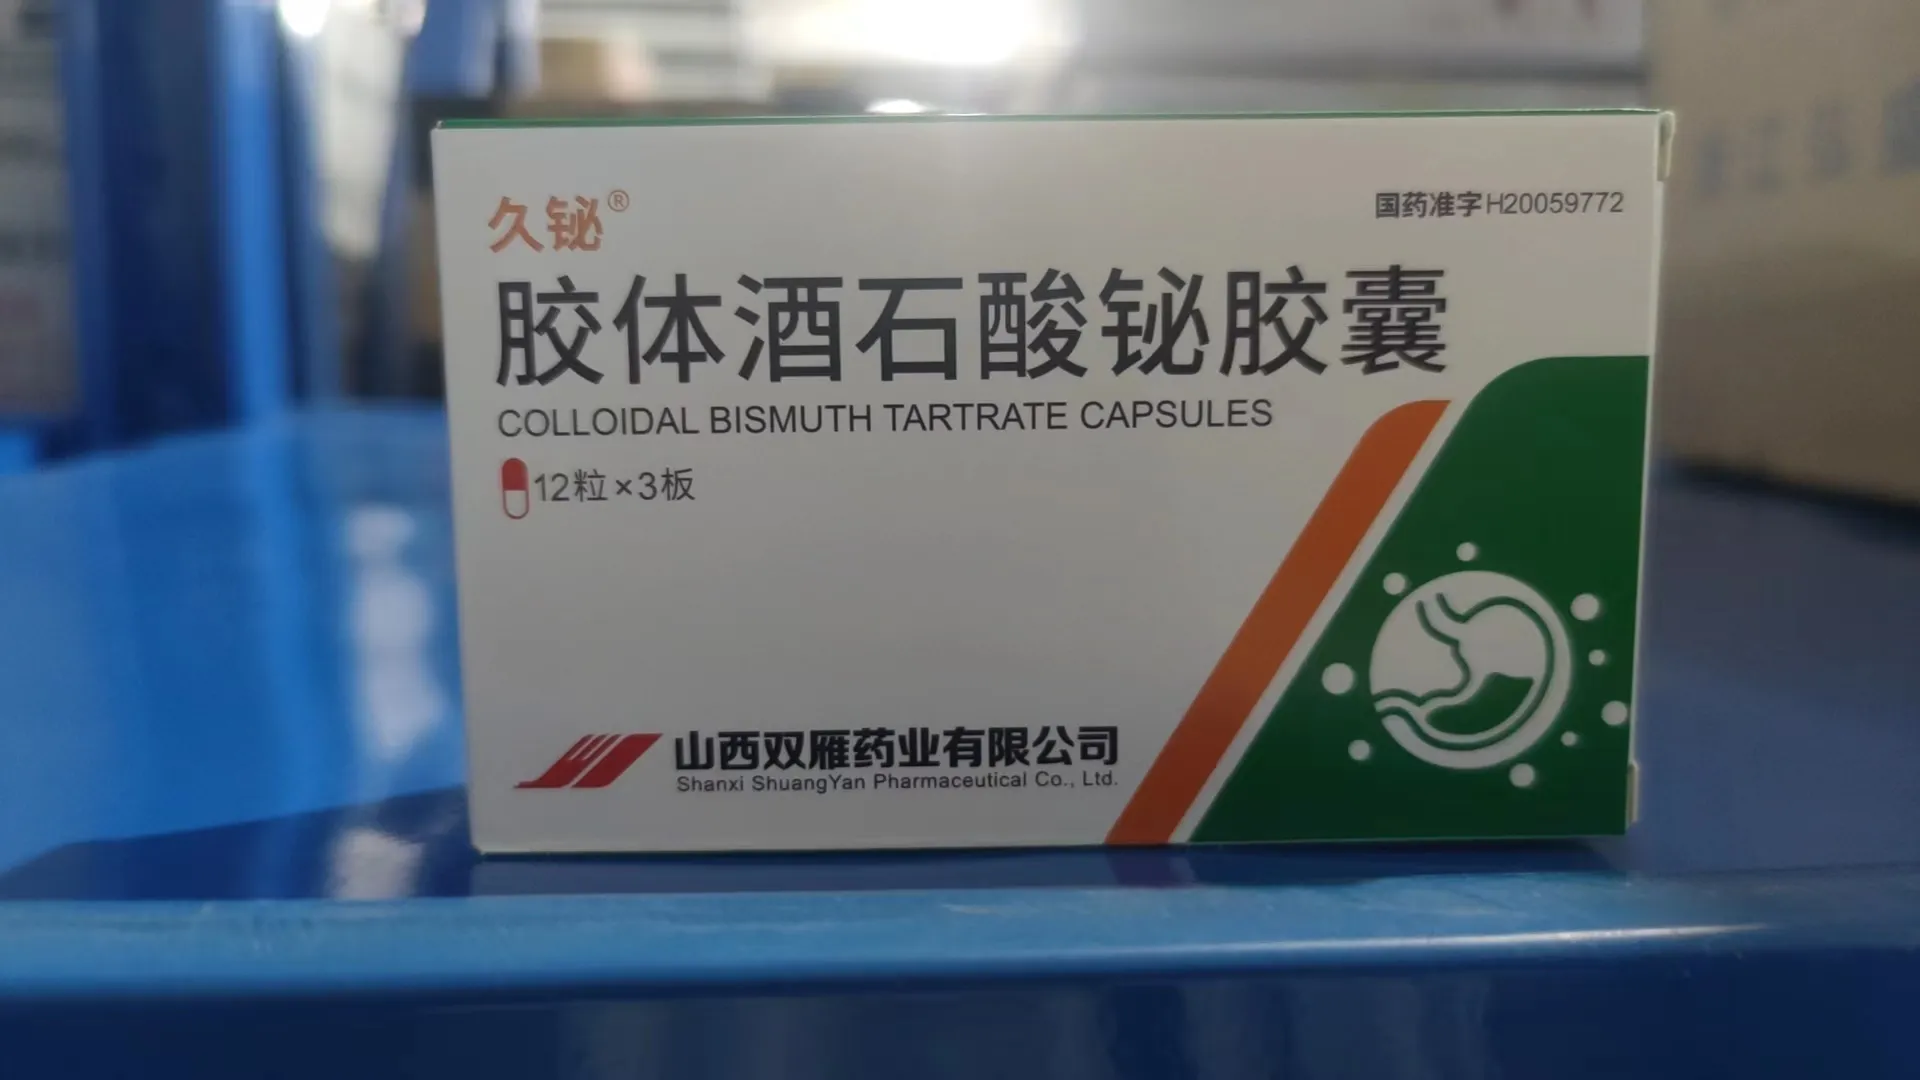 久铋®
国药准字H20059772
胶体酒石酸铋胶囊
COLLOIDAL BISMUTH TARTRATE CAPSULES
12粒×3板
山西双雁药业有限公司
Shanxi ShuangYan Pharmaceutical Co., Ltd.